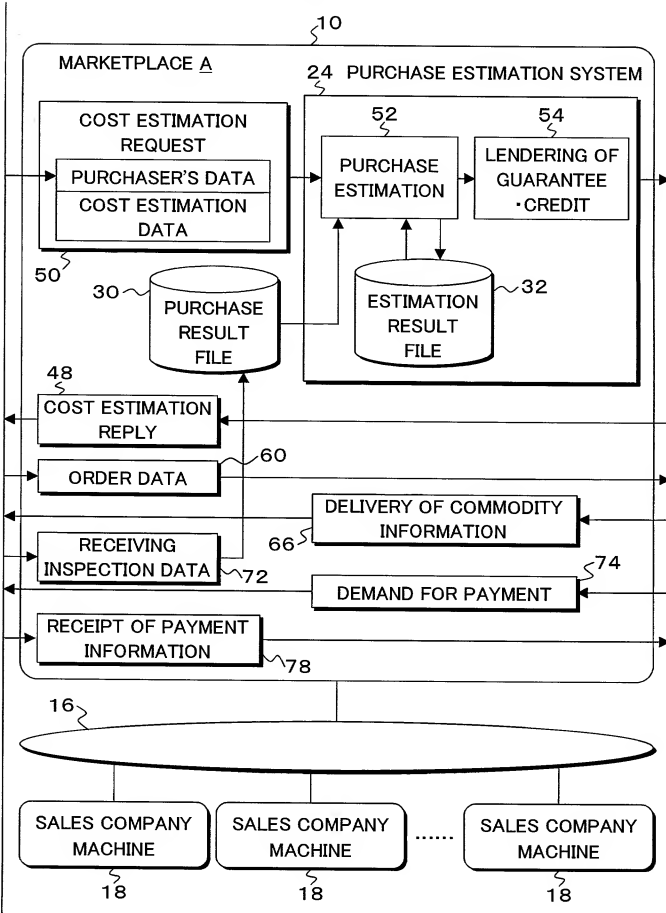 10
MARKETPLACE A
24 PURCHASE ESTIMATION SYSTEM
COST ESTIMATION
REQUEST
PURCHASER'S DATA
COST ESTIMATION
DATA
50
52
PURCHASE
ESTIMATION
54
LENDERING OF
GUARANTEE
・CREDIT
30
PURCHASE
RESULT
FILE
ESTIMATION
RESULT
FILE
32
48
COST ESTIMATION
REPLY
60
ORDER DATA
DELIVERY OF COMMODITY
INFORMATION
66
RECEIVING
INSPECTION DATA
72
74
DEMAND FOR PAYMENT
RECEIPT OF PAYMENT
INFORMATION
78
16
SALES COMPANY
MACHINE
18
SALES COMPANY
MACHINE
18
......
SALES COMPANY
MACHINE
18